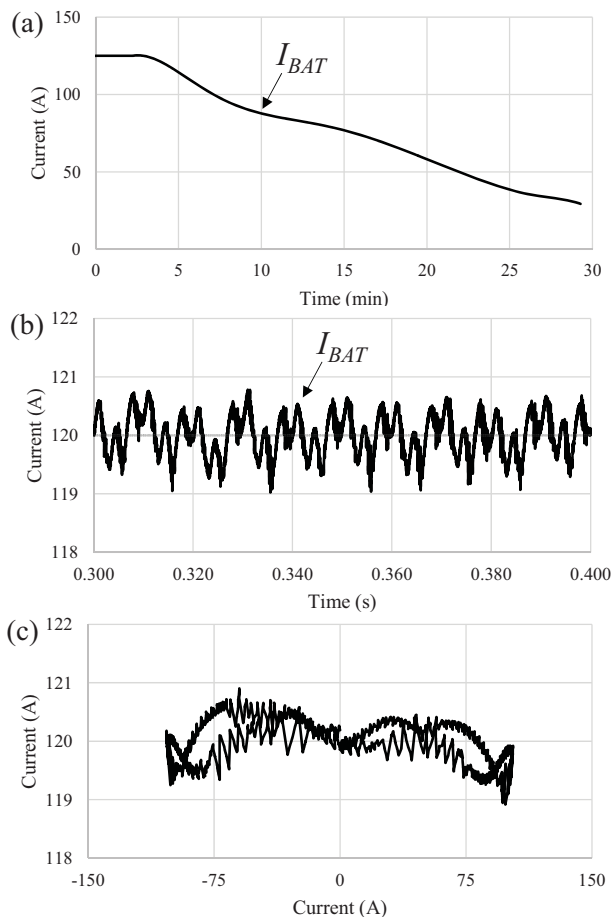 (a)
150
100
50
0
Current (A)
I_BAT
0 5 10 15 20 25 30
Time (min)
(b)
122
121
120
119
118
Current (A)
I_BAT
0.300 0.320 0.340 0.360 0.380 0.400
Time (s)
(c)
122
121
120
119
118
Current (A)
-150 -75 0 75 150
Current (A)